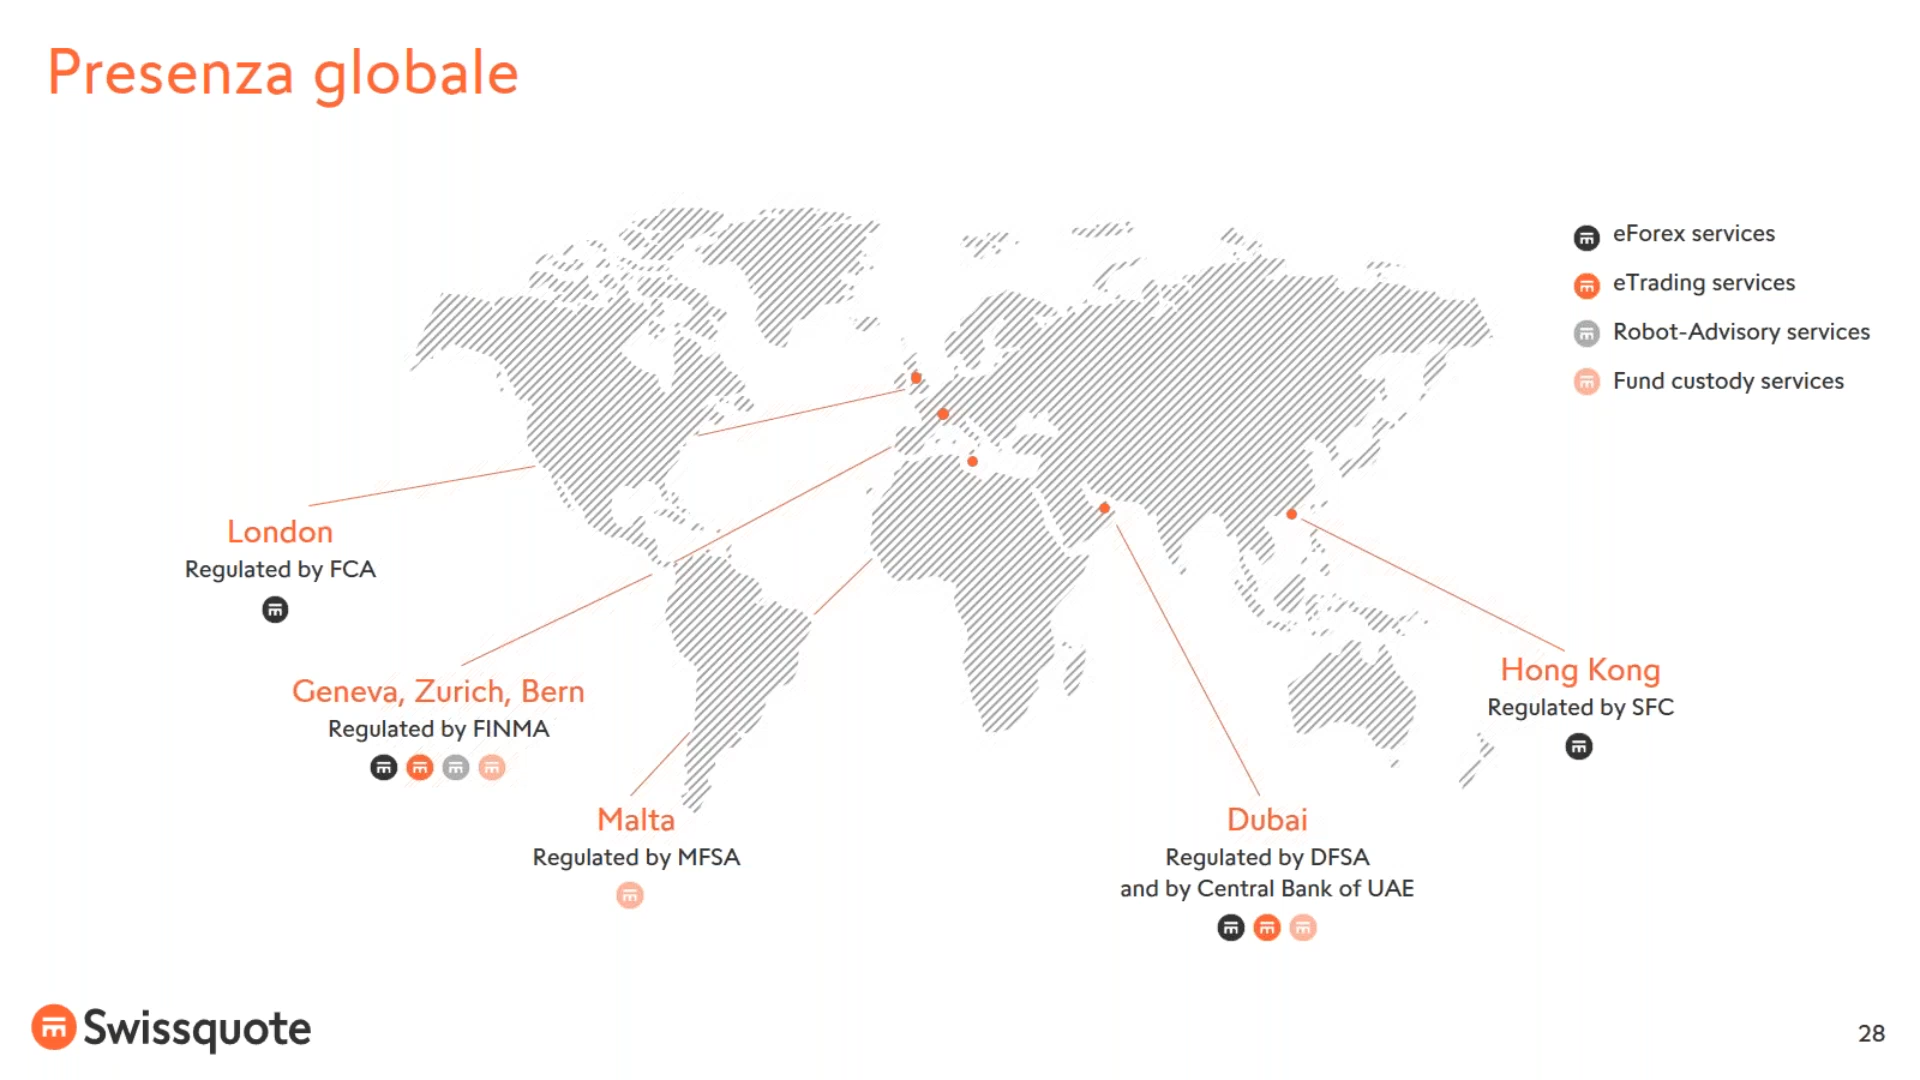 Presenza globale
eForex services
eTrading services
Robot-Advisory services
Fund custody services
London
Regulated by FCA
Geneva, Zurich, Bern
Regulated by FINMA
Malta
Regulated by MFSA
Dubai
Regulated by DFSA
and by Central Bank of UAE
Hong Kong
Regulated by SFC
Swissquote
28